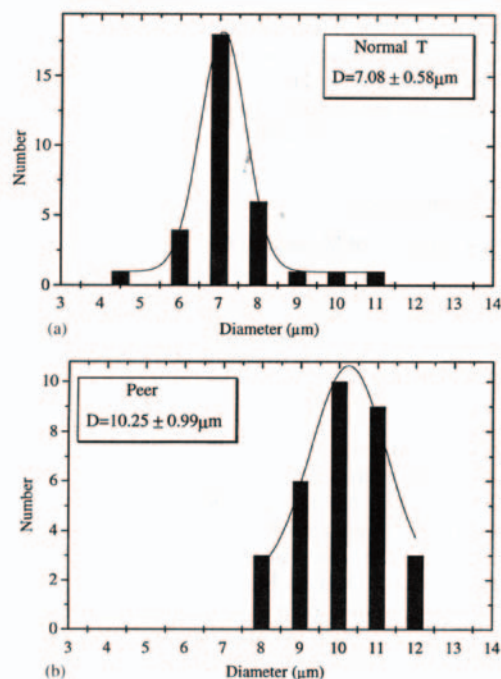 Normal T
D=7.08 ± 0.58µm
Number
15
10
5
0
3 4 5 6 7 8 9 10 11 12 13 14
(a)
Diameter (µm)
Peer
D=10.25 ± 0.99µm
Number
10
8
6
4
2
0
3 4 5 6 7 8 9 10 11 12 13 14
(b)
Diameter (µm)